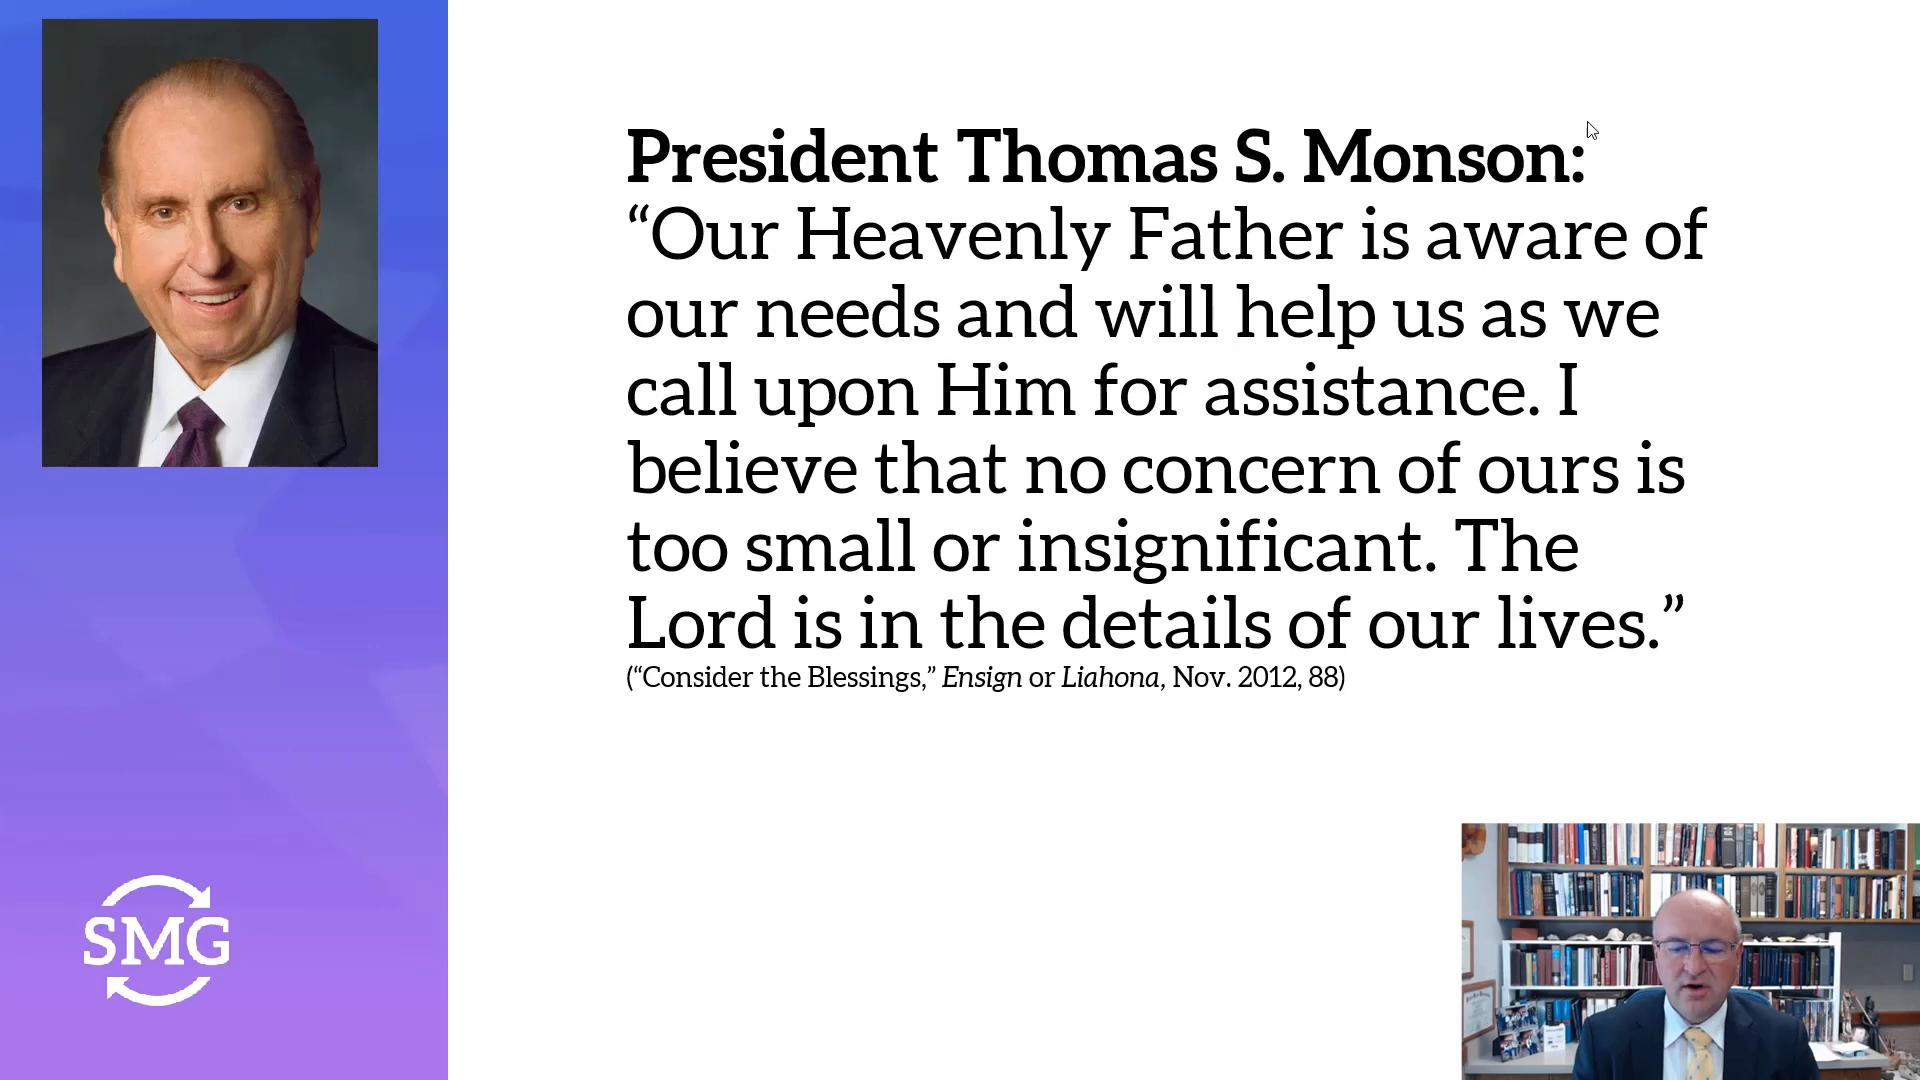 President Thomas S. Monson:
“Our Heavenly Father is aware of
our needs and will help us as we
call upon Him for assistance. I
believe that no concern of ours is
too small or insignificant. The
Lord is in the details of our lives.”
(“Consider the Blessings,” Ensign or Liahona, Nov. 2012, 88)
SMG